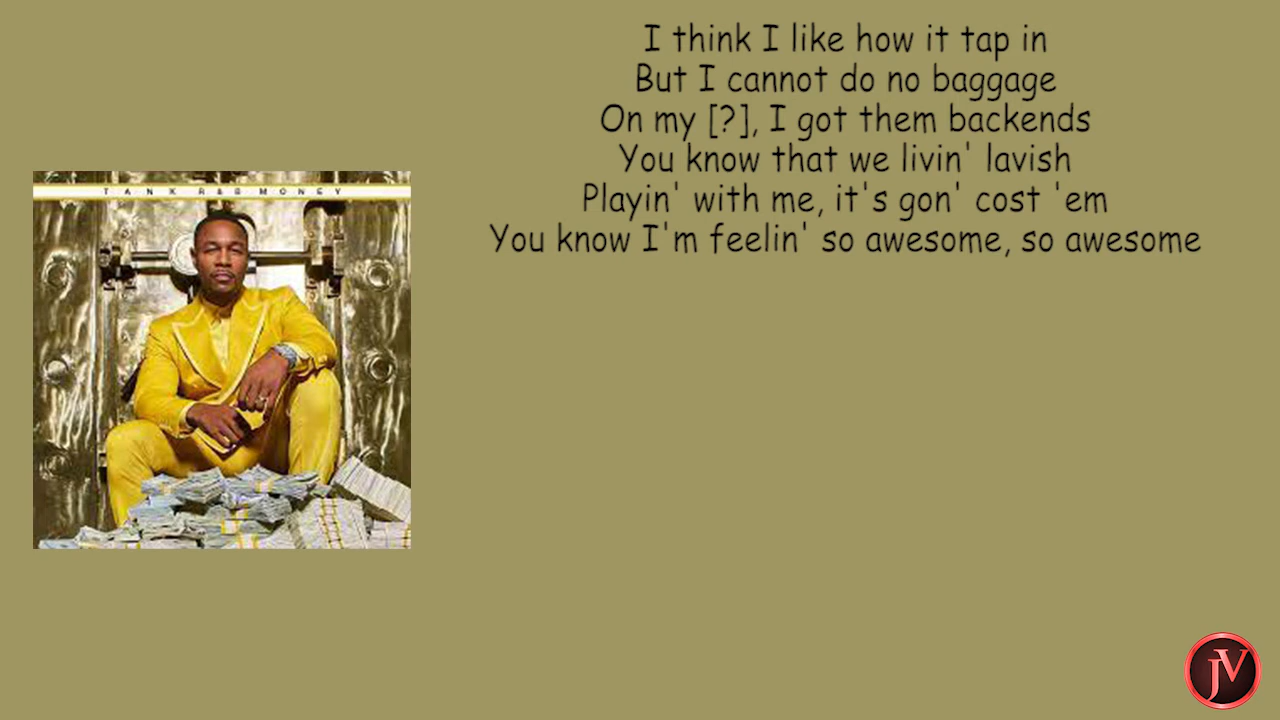 I think I like how it tap in
But I cannot do no baggage
On my [?], I got them backends
You know that we livin' lavish
Playin' with me, it's gon' cost 'em
You know I'm feelin' so awesome, so awesome
TANK R&B MONEY
JV